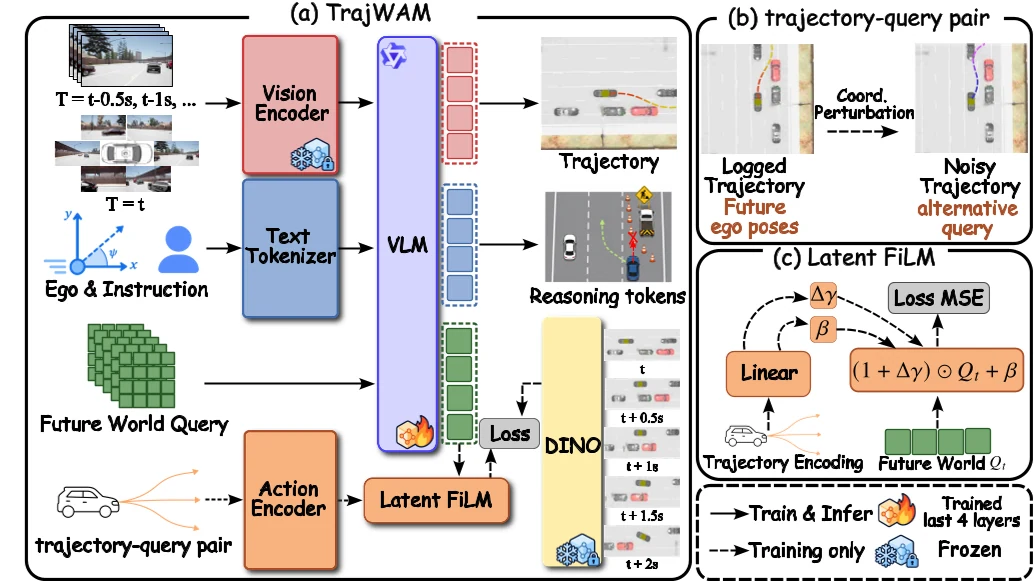 (a) TrajWAM
T = t-0.5s, t-1s, ...
T = t
Vision
Encoder
y
ψ
x
Ego & Instruction
Text
Tokenizer
VLM
Trajectory
Reasoning tokens
Future World Query
trajectory-query pair
Action
Encoder
Latent FiLM
Loss
DINO
t
t + 0.5s
t + 1s
t + 1.5s
t + 2s
(b) trajectory-query pair
Coord.
Perturbation
Logged
Trajectory
Future
ego poses
Noisy
Trajectory
alternative
query
(c) Latent FiLM
Δγ
β
Loss MSE
Linear
(1 + Δγ) ⊙ Qt + β
Trajectory Encoding
Future World Qt
Train & Infer
Trained
last 4 layers
Training only
Frozen